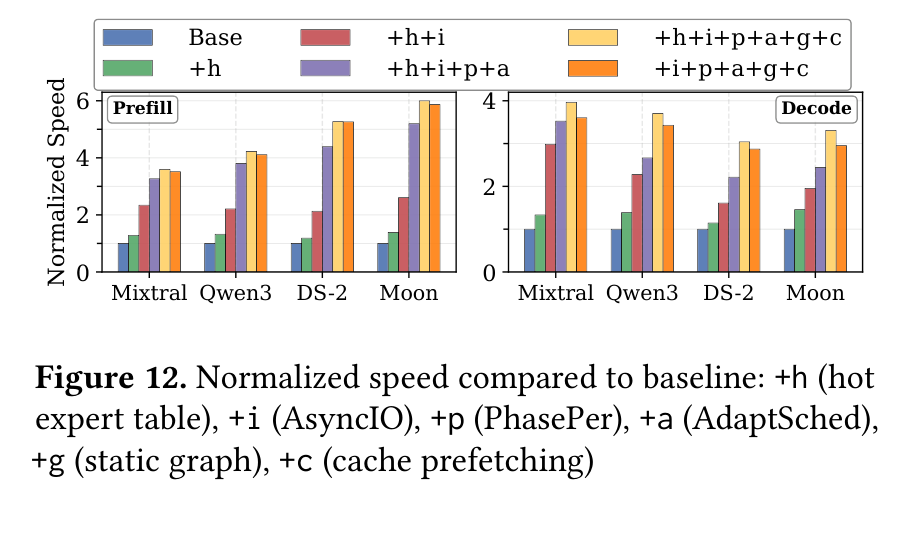 Base
+h
+h+i
+h+i+p+a
+h+i+p+a+g+c
+i+p+a+g+c
Normalized Speed
6
4
2
0
Prefill
Mixtral Qwen3 DS-2 Moon
4
2
0
Decode
Mixtral Qwen3 DS-2 Moon
Figure 12. Normalized speed compared to baseline: +h (hot
expert table), +i (AsyncIO), +p (PhasePer), +a (AdaptSched),
+g (static graph), +c (cache prefetching)